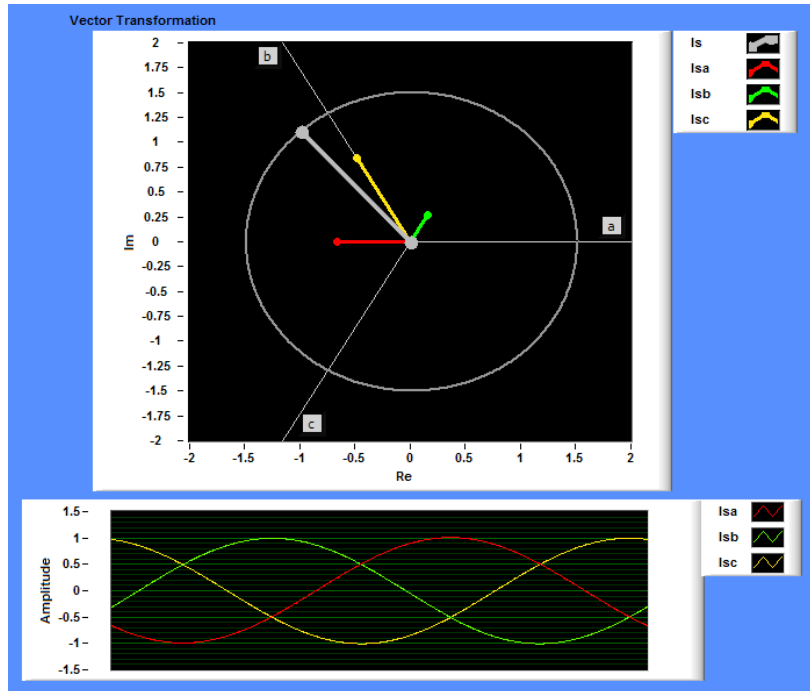 Vector Transformation
2
1.75
1.5
1.25
1
0.75
0.5
0.25
0
-0.25
-0.5
-0.75
-1
-1.25
-1.5
-1.75
-2
Im
b
a
c
-2 -1.5 -1 -0.5 0 0.5 1 1.5 2
Re
Is
Isa
Isb
Isc
1.5
1
0.5
0
-0.5
-1
-1.5
Amplitude
Isa
Isb
Isc